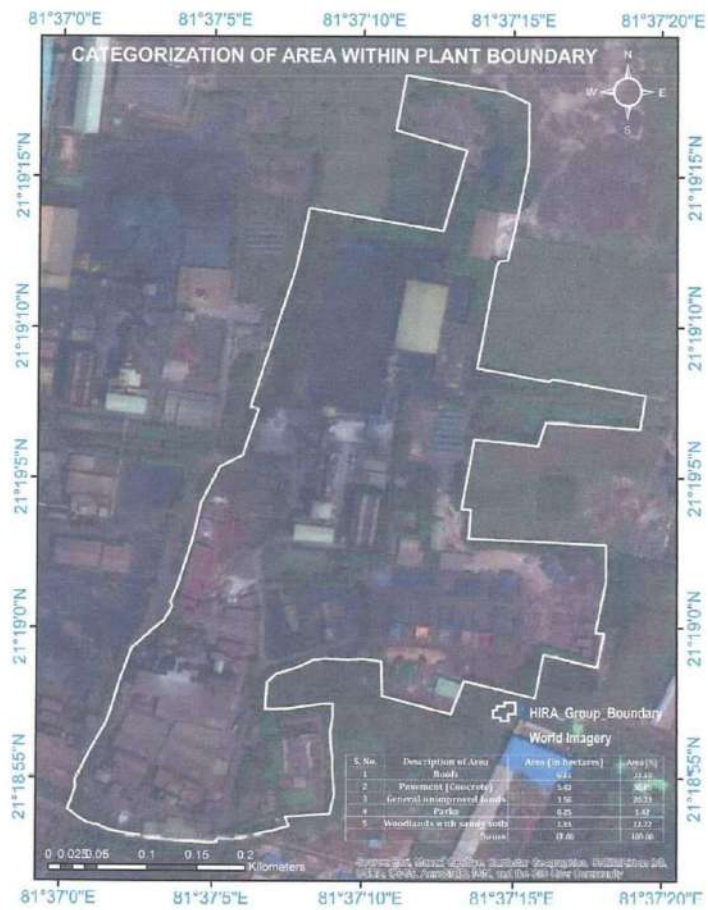 81°37'0"E 81°37'5"E 81°37'10"E 81°37'15"E 81°37'20"E
CATEGORIZATION OF AREA WITHIN PLANT BOUNDARY
N
W E
S
21°19'15"N 21°19'15"N
21°19'10"N 21°19'10"N
21°19'5"N 21°19'5"N
21°19'0"N 21°19'0"N
21°18'55"N 21°18'55"N
HIRA_Group_Boundary
World Imagery
S. No. Description of Area Area (in hectares) Area (%)
1 Roofs
2 Pavement (Concrete)
3 General unimproved lands
4 Parks 0.25 1.47
5 Woodlands with sandy soils
100.00
0 0.025 0.05 0.1 0.15 0.2
Kilometers
81°37'0"E 81°37'5"E 81°37'10"E 81°37'15"E 81°37'20"E